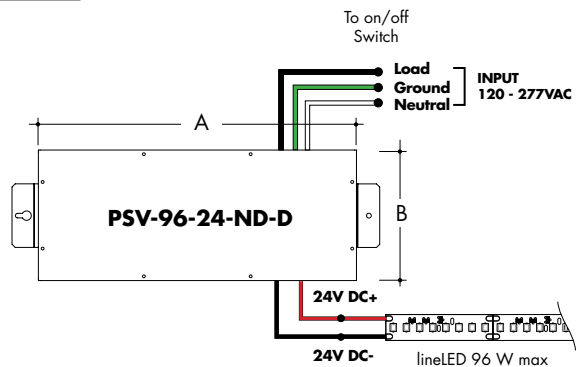 To on/off
Switch
Load
Ground
Neutral
INPUT
120 - 277VAC
A
PSV-96-24-ND-D
B
24V DC+
24V DC-
lineLED 96 W max